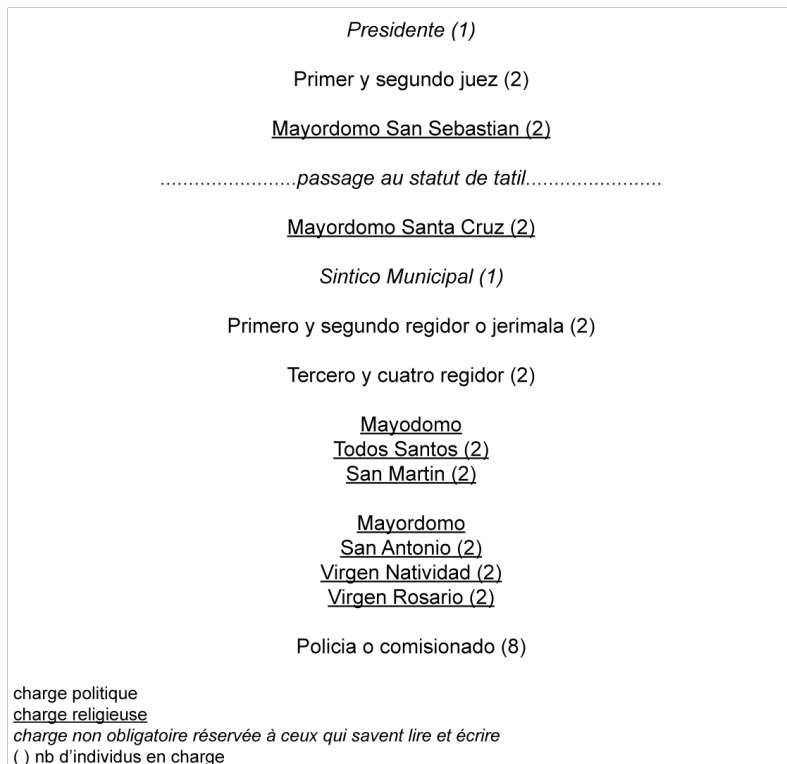 Presidente (1)
Primer y segundo juez (2)
Mayordomo San Sebastian (2)
........................passage au statut de tatil........................
Mayordomo Santa Cruz (2)
Sintico Municipal (1)
Primero y segundo regidor o jerimala (2)
Tercero y cuatro regidor (2)
Mayodomo
Todos Santos (2)
San Martin (2)
Mayordomo
San Antonio (2)
Virgen Natividad (2)
Virgen Rosario (2)
Policia o comisionado (8)
charge politique
charge religieuse
charge non obligatoire réservée à ceux qui savent lire et écrire
( ) nb d'individus en charge